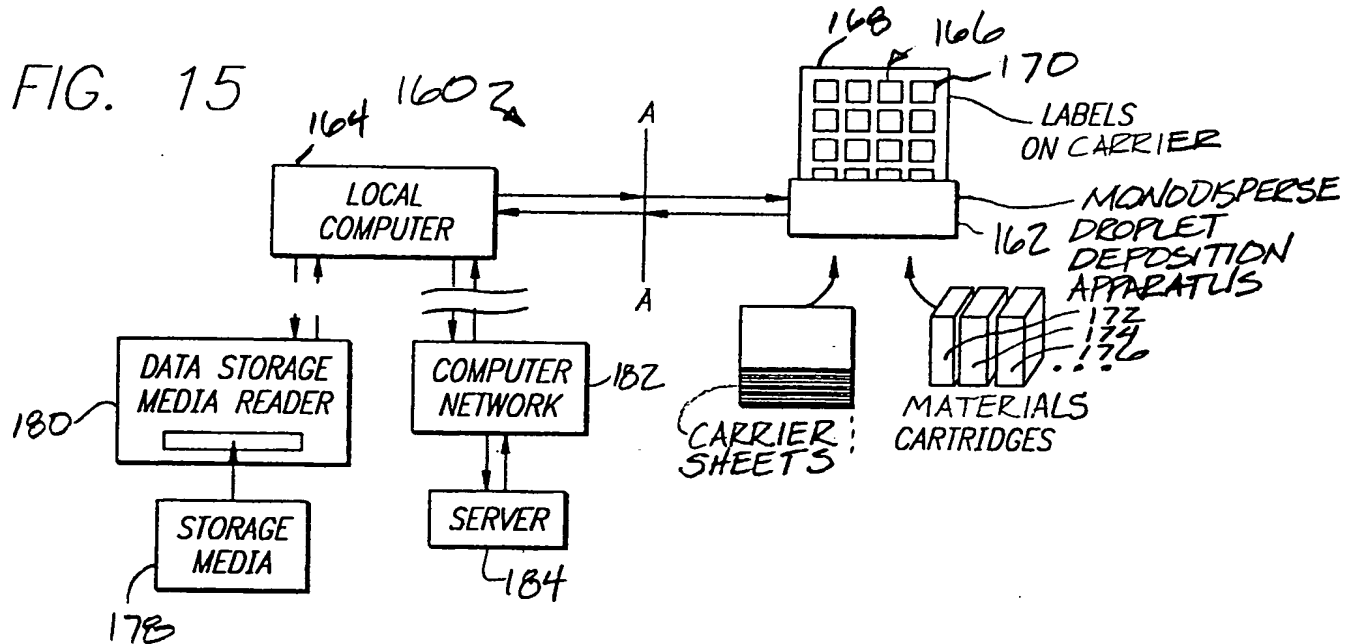 FIG. 15
160
164
LOCAL
COMPUTER
A
A
168
166
170
LABELS
ON CARRIER
MONODISPERSE
DROPLET
DEPOSITION
APPARATUS
162
172
174
176
...
MATERIALS
CARTRIDGES
CARRIER
SHEETS
DATA STORAGE
MEDIA READER
180
COMPUTER
NETWORK
182
STORAGE
MEDIA
178
SERVER
184